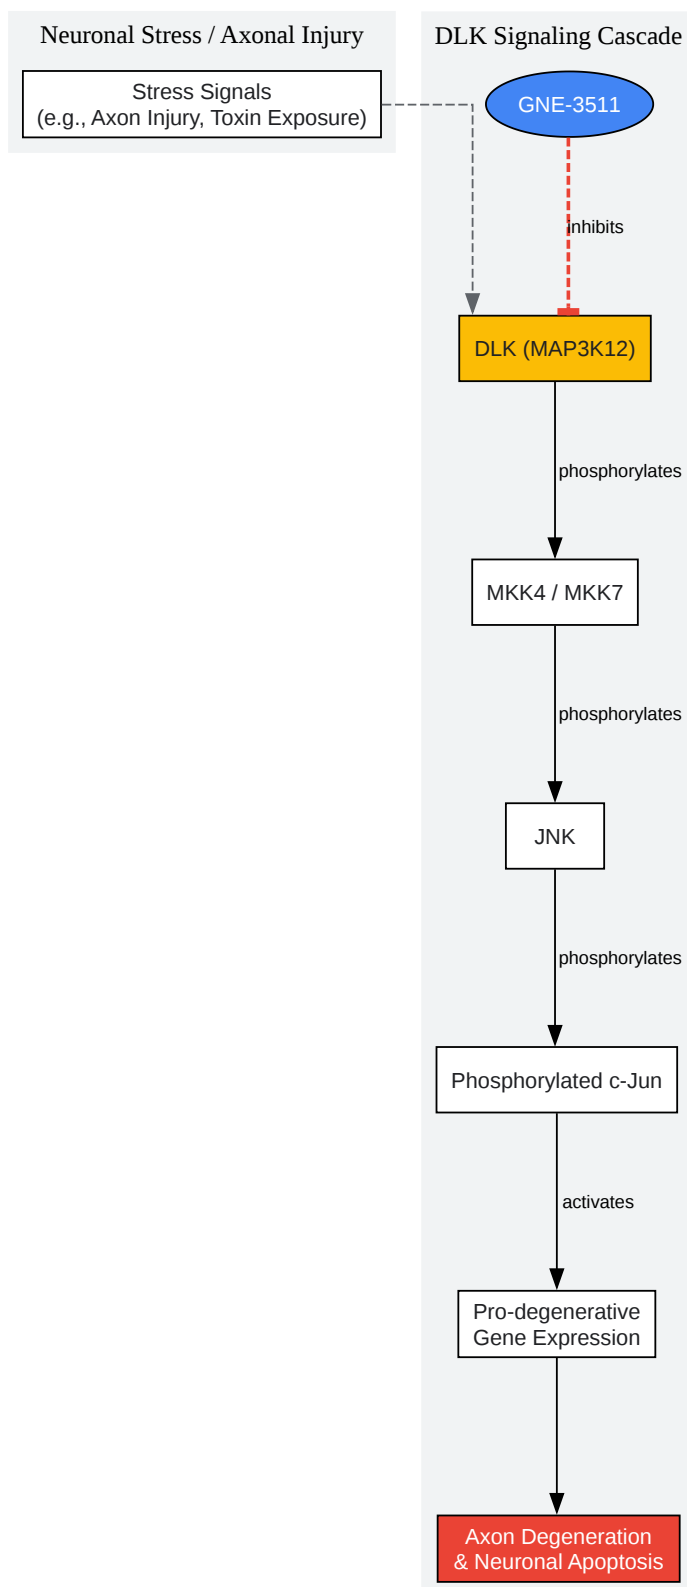 Neuronal Stress / Axonal Injury
Stress Signals
(e.g., Axon Injury, Toxin Exposure)
DLK Signaling Cascade
GNE-3511
inhibits
DLK (MAP3K12)
phosphorylates
MKK4 / MKK7
phosphorylates
JNK
phosphorylates
Phosphorylated c-Jun
activates
Pro-degenerative
Gene Expression
Axon Degeneration
& Neuronal Apoptosis